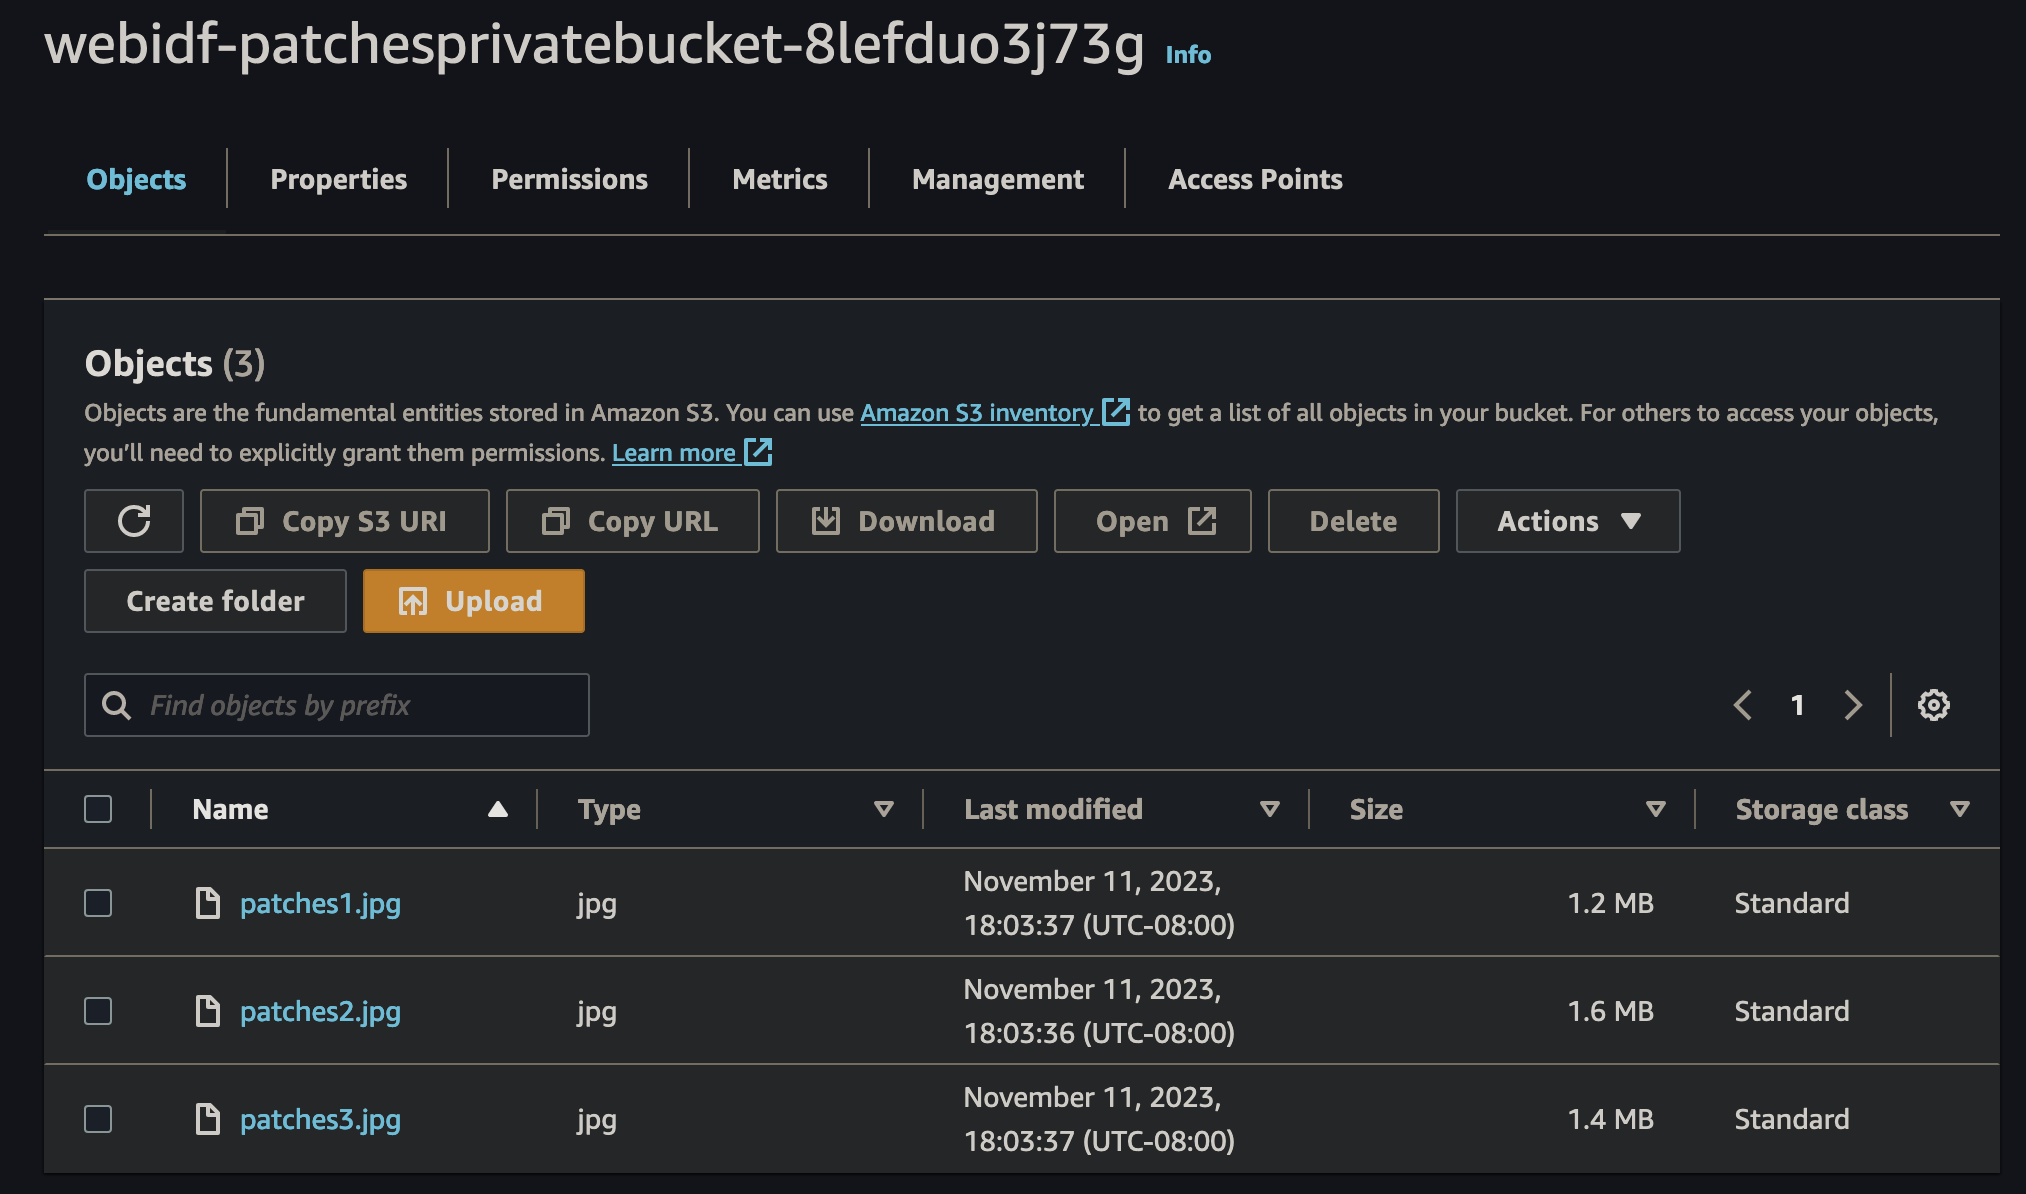 webidf-patchesprivatebucket-8lefduo3j73g Info
Objects Properties Permissions Metrics Management Access Points
Objects (3)
Objects are the fundamental entities stored in Amazon S3. You can use Amazon S3 inventory to get a list of all objects in your bucket. For others to access your objects,
you'll need to explicitly grant them permissions. Learn more
Copy S3 URI Copy URL Download Open Delete Actions
Create folder Upload
Find objects by prefix 1
Name Type Last modified Size Storage class
patches1.jpg jpg November 11, 2023, 1.2 MB Standard
18:03:37 (UTC-08:00)
patches2.jpg jpg November 11, 2023, 1.6 MB Standard
18:03:36 (UTC-08:00)
patches3.jpg jpg November 11, 2023, 1.4 MB Standard
18:03:37 (UTC-08:00)